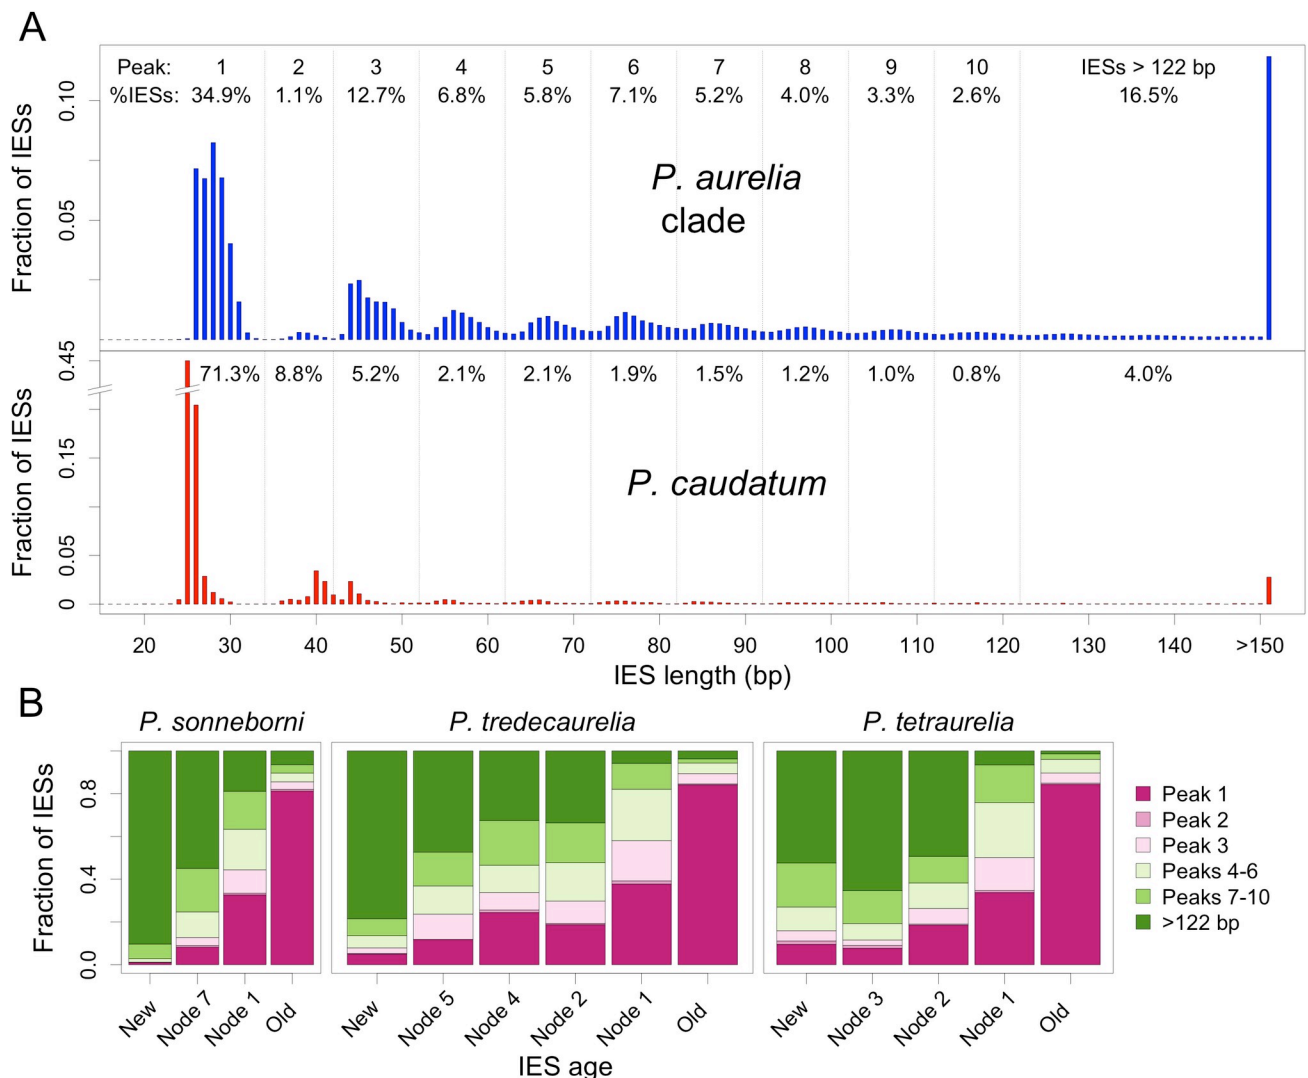 A
Peak: 1 2 3 4 5 6 7 8 9 10 IESs > 122 bp
%IESs: 34.9% 1.1% 12.7% 6.8% 5.8% 7.1% 5.2% 4.0% 3.3% 2.6% 16.5%
Fraction of IESs
0.10
0.05
P. aurelia
clade
71.3% 8.8% 5.2% 2.1% 2.1% 1.9% 1.5% 1.2% 1.0% 0.8% 4.0%
Fraction of IESs
0.45
0.15
0.05
0
P. caudatum
20 30 40 50 60 70 80 90 100 110 120 130 140 >150
IES length (bp)
B
P. sonneborni P. tredecaurelia P. tetraurelia
Fraction of IESs
0.8
0.4
0.0
New Node 7 Node 1 Old New Node 5 Node 4 Node 2 Node 1 Old New Node 3 Node 2 Node 1 Old
IES age
Peak 1
Peak 2
Peak 3
Peaks 4-6
Peaks 7-10
>122 bp